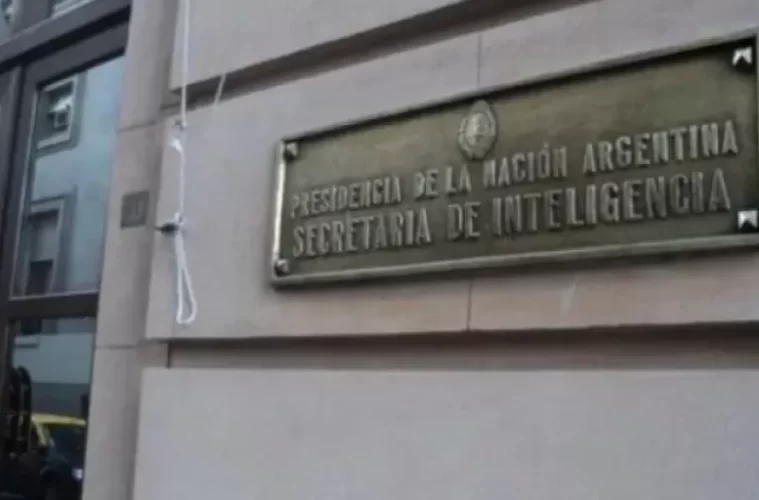 PRESIDENCIA DE LA NACIÓN ARGENTINA
SECRETARIA DE INTELIGENCIA